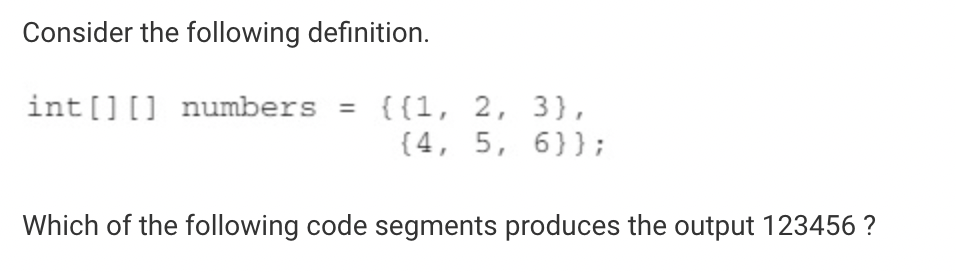 Consider the following definition.
int[][] numbers = {{1, 2, 3},
{4, 5, 6}};
Which of the following code segments produces the output 123456 ?